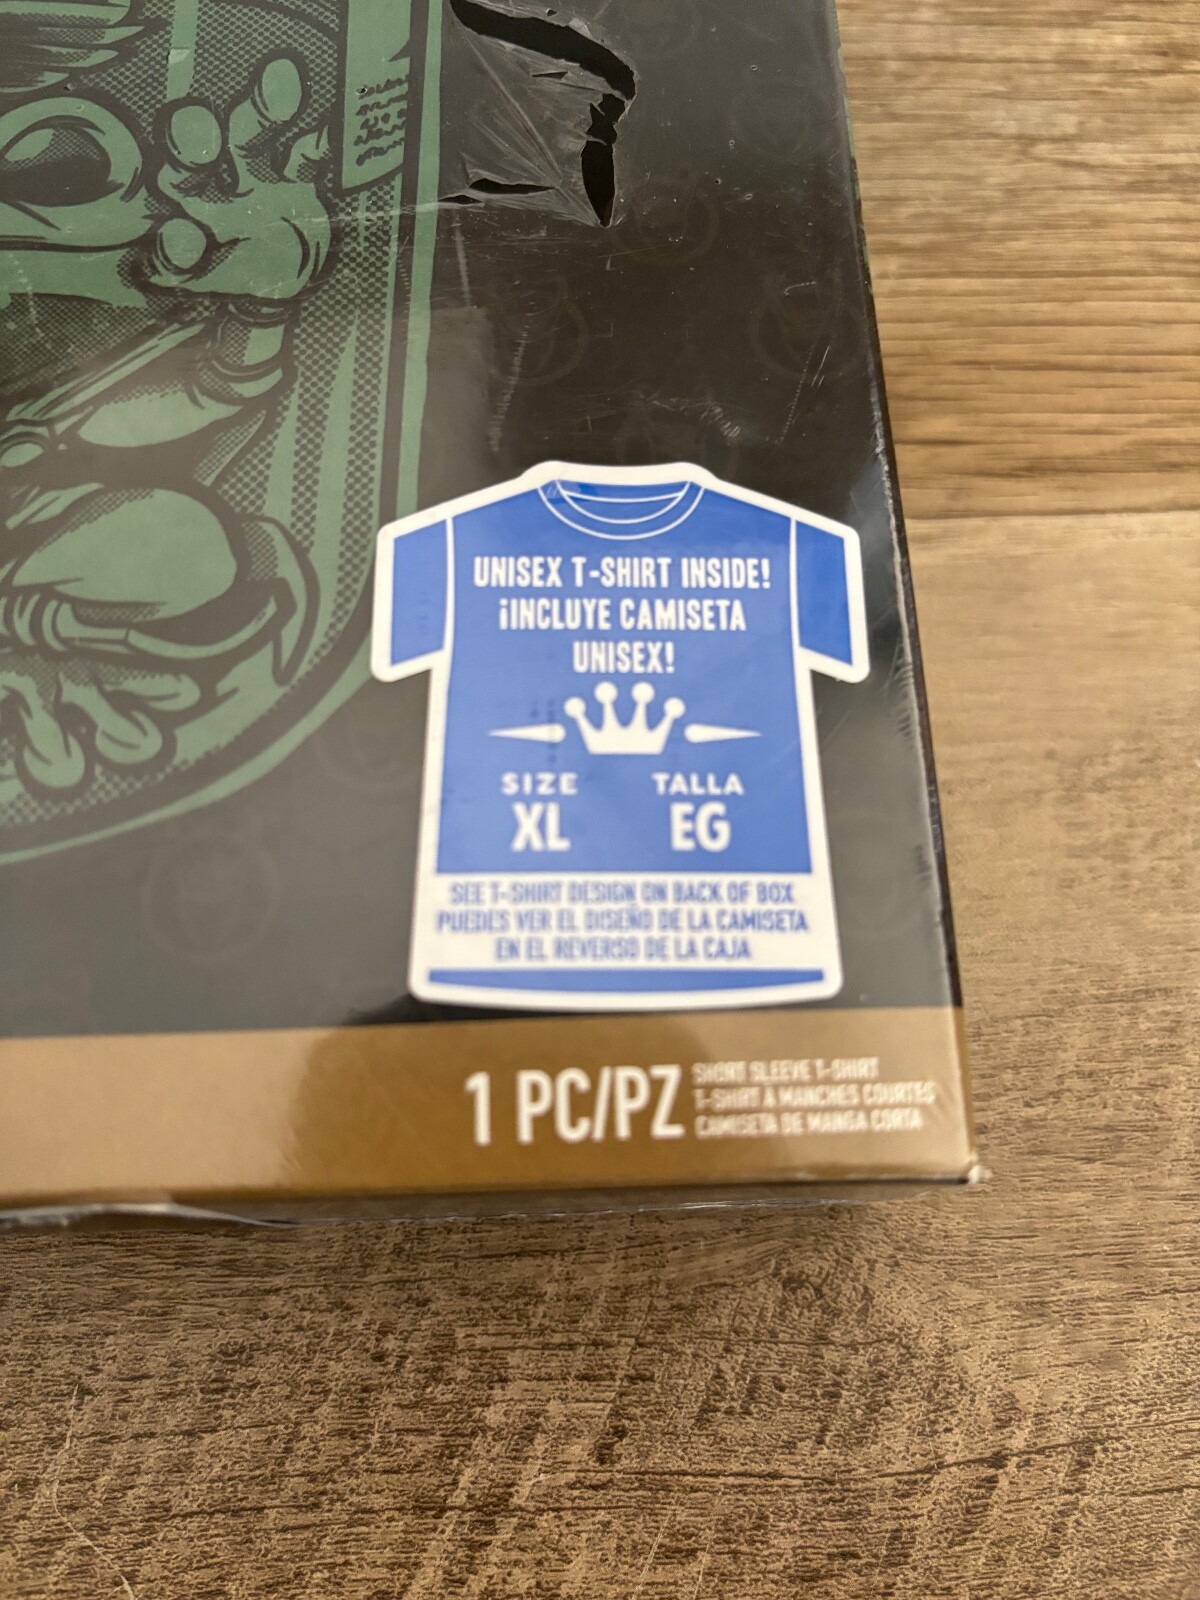 UNISEX T-SHIRT INSIDE!
¡INCLUYE CAMISETA
UNISEX!
SIZE TALLA
XL EG
SEE T-SHIRT DESIGN ON BACK OF BOX
PUEDES VER EL DISEÑO DE LA CAMISETA
EN EL REVERSO DE LA CAJA
1 PC/PZ
SHORT SLEEVE T-SHIRT
T-SHIRT À MANCHES COURTES
CAMISETA DE MANGA CORTA